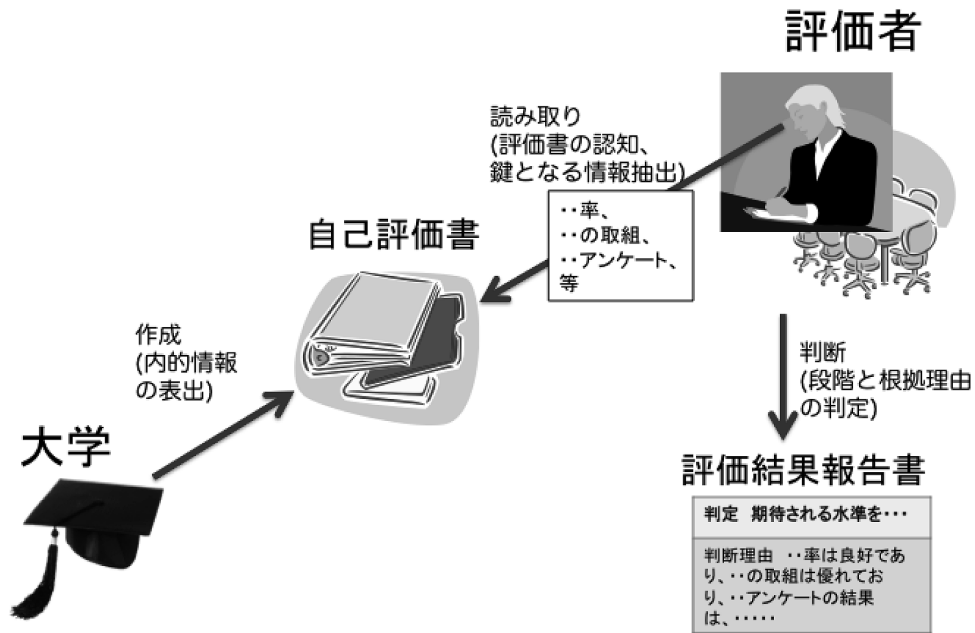 評価者
読み取り
(評価書の認知、
鍵となる情報抽出)
‥率、
‥の取組、
‥アンケート、
等
自己評価書
作成
(内的情報
の表出)
大学
判断
(段階と根拠理由
の判定)
評価結果報告書
判定　期待される水準を･･･
判断理由　‥率は良好であ
り、‥の取組は優れてお
り、‥アンケートの結果
は、･････